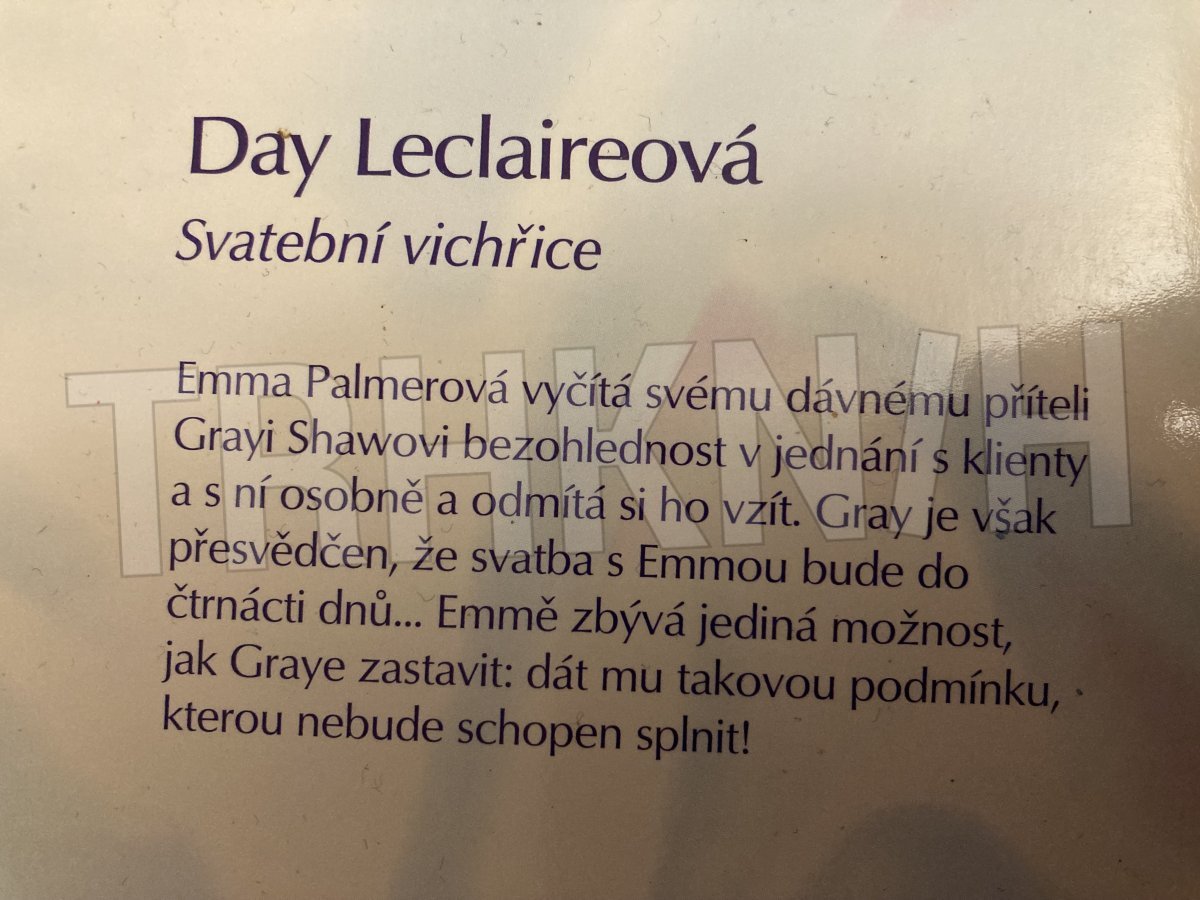 Day Leclaireová
Svatební vichřice
TRHKNIH
Emma Palmerová vyčítá svému dávnému příteli
Grayi Shawovi bezohlednost v jednání s klienty
a s ní osobně a odmítá si ho vzít. Gray je však
přesvědčen, že svatba s Emmou bude do
čtrnácti dnů... Emmě zbývá jediná možnost,
jak Graye zastavit: dát mu takovou podmínku,
kterou nebude schopen splnit!